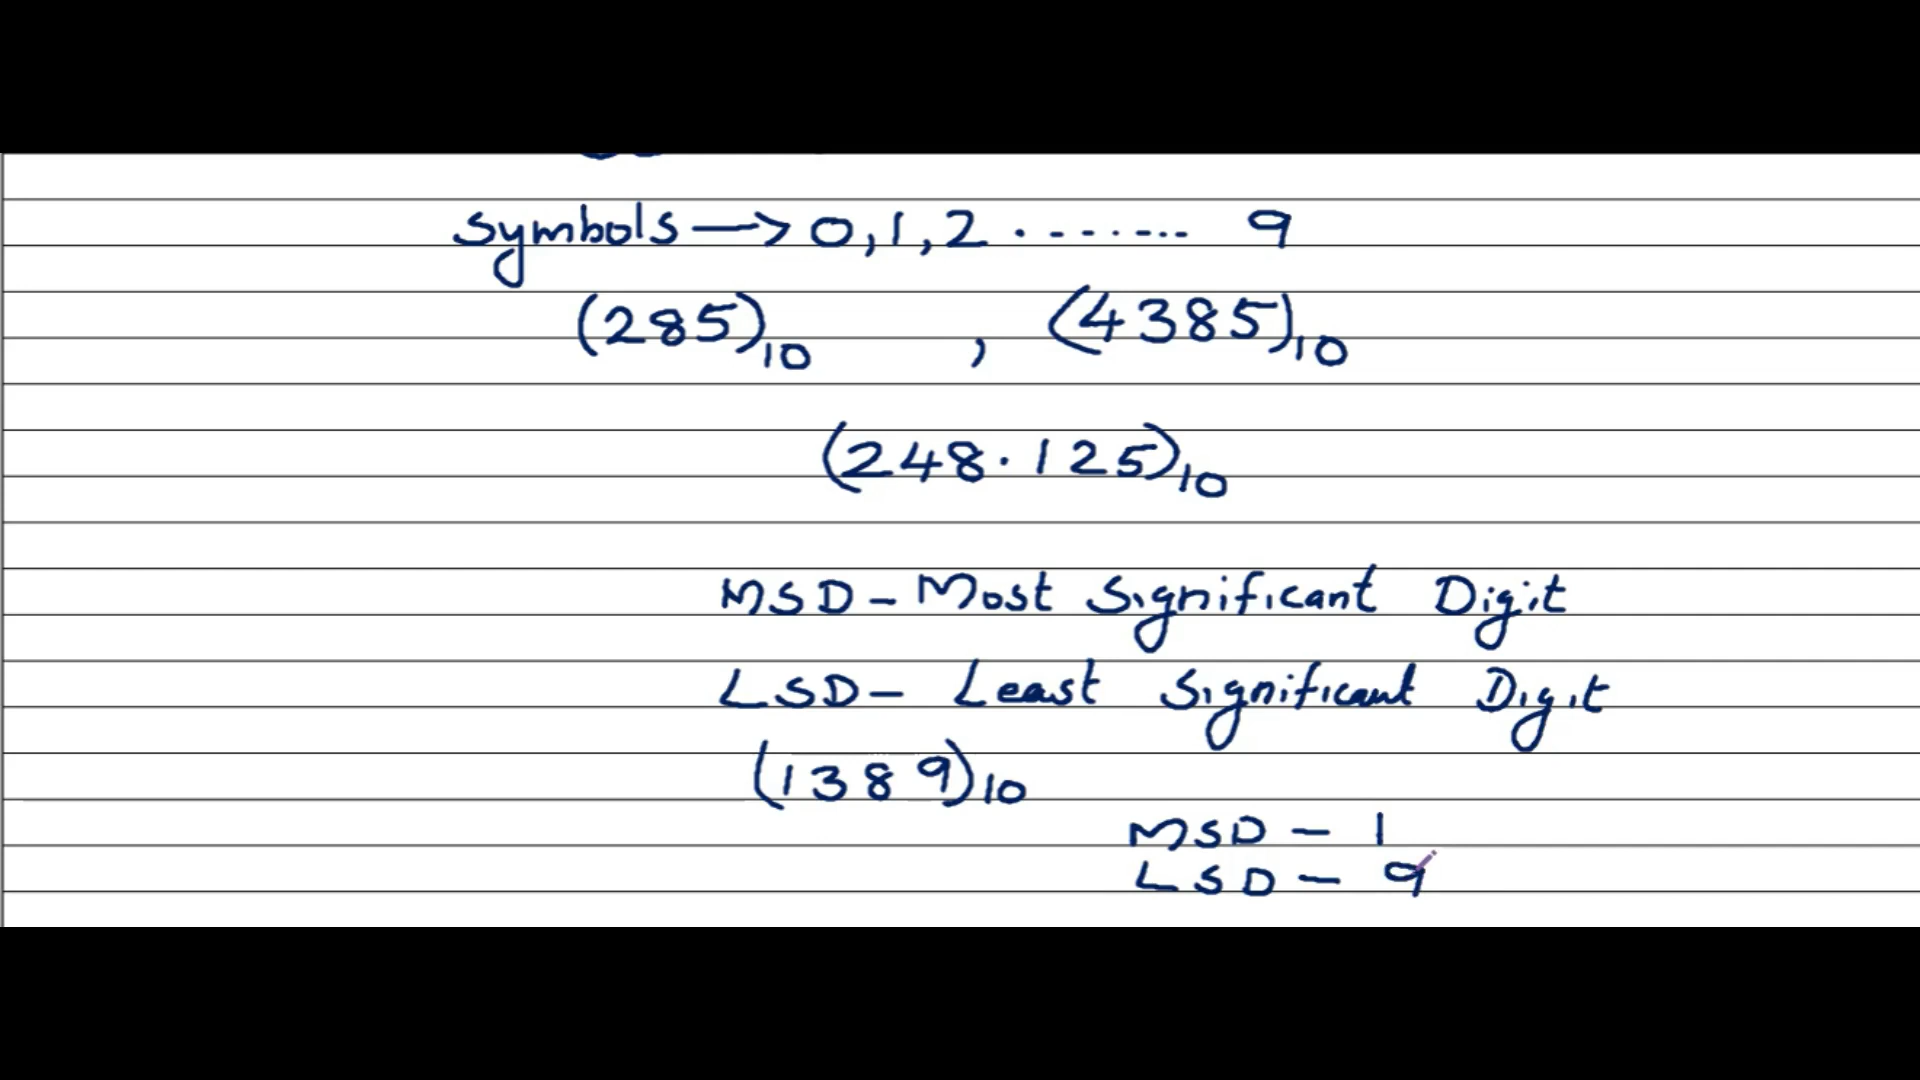 Symbols → 0,1,2 ........ 9
(285)₁₀ , (4385)₁₀
(248.125)₁₀
MSD - Most Significant Digit
LSD - Least Significant Digit
(1389)₁₀
MSD - 1
LSD - 9